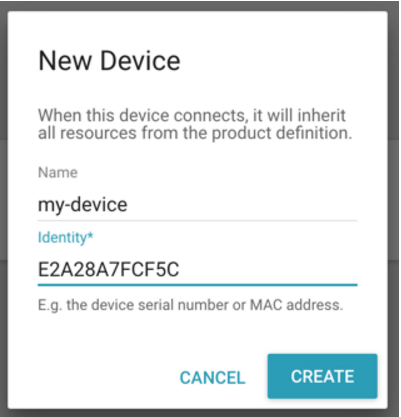 New Device
When this device connects, it will inherit
all resources from the product definition.
Name
my-device
Identity*
E2A28A7FCF5C
E.g. the device serial number or MAC address.
CANCEL
CREATE